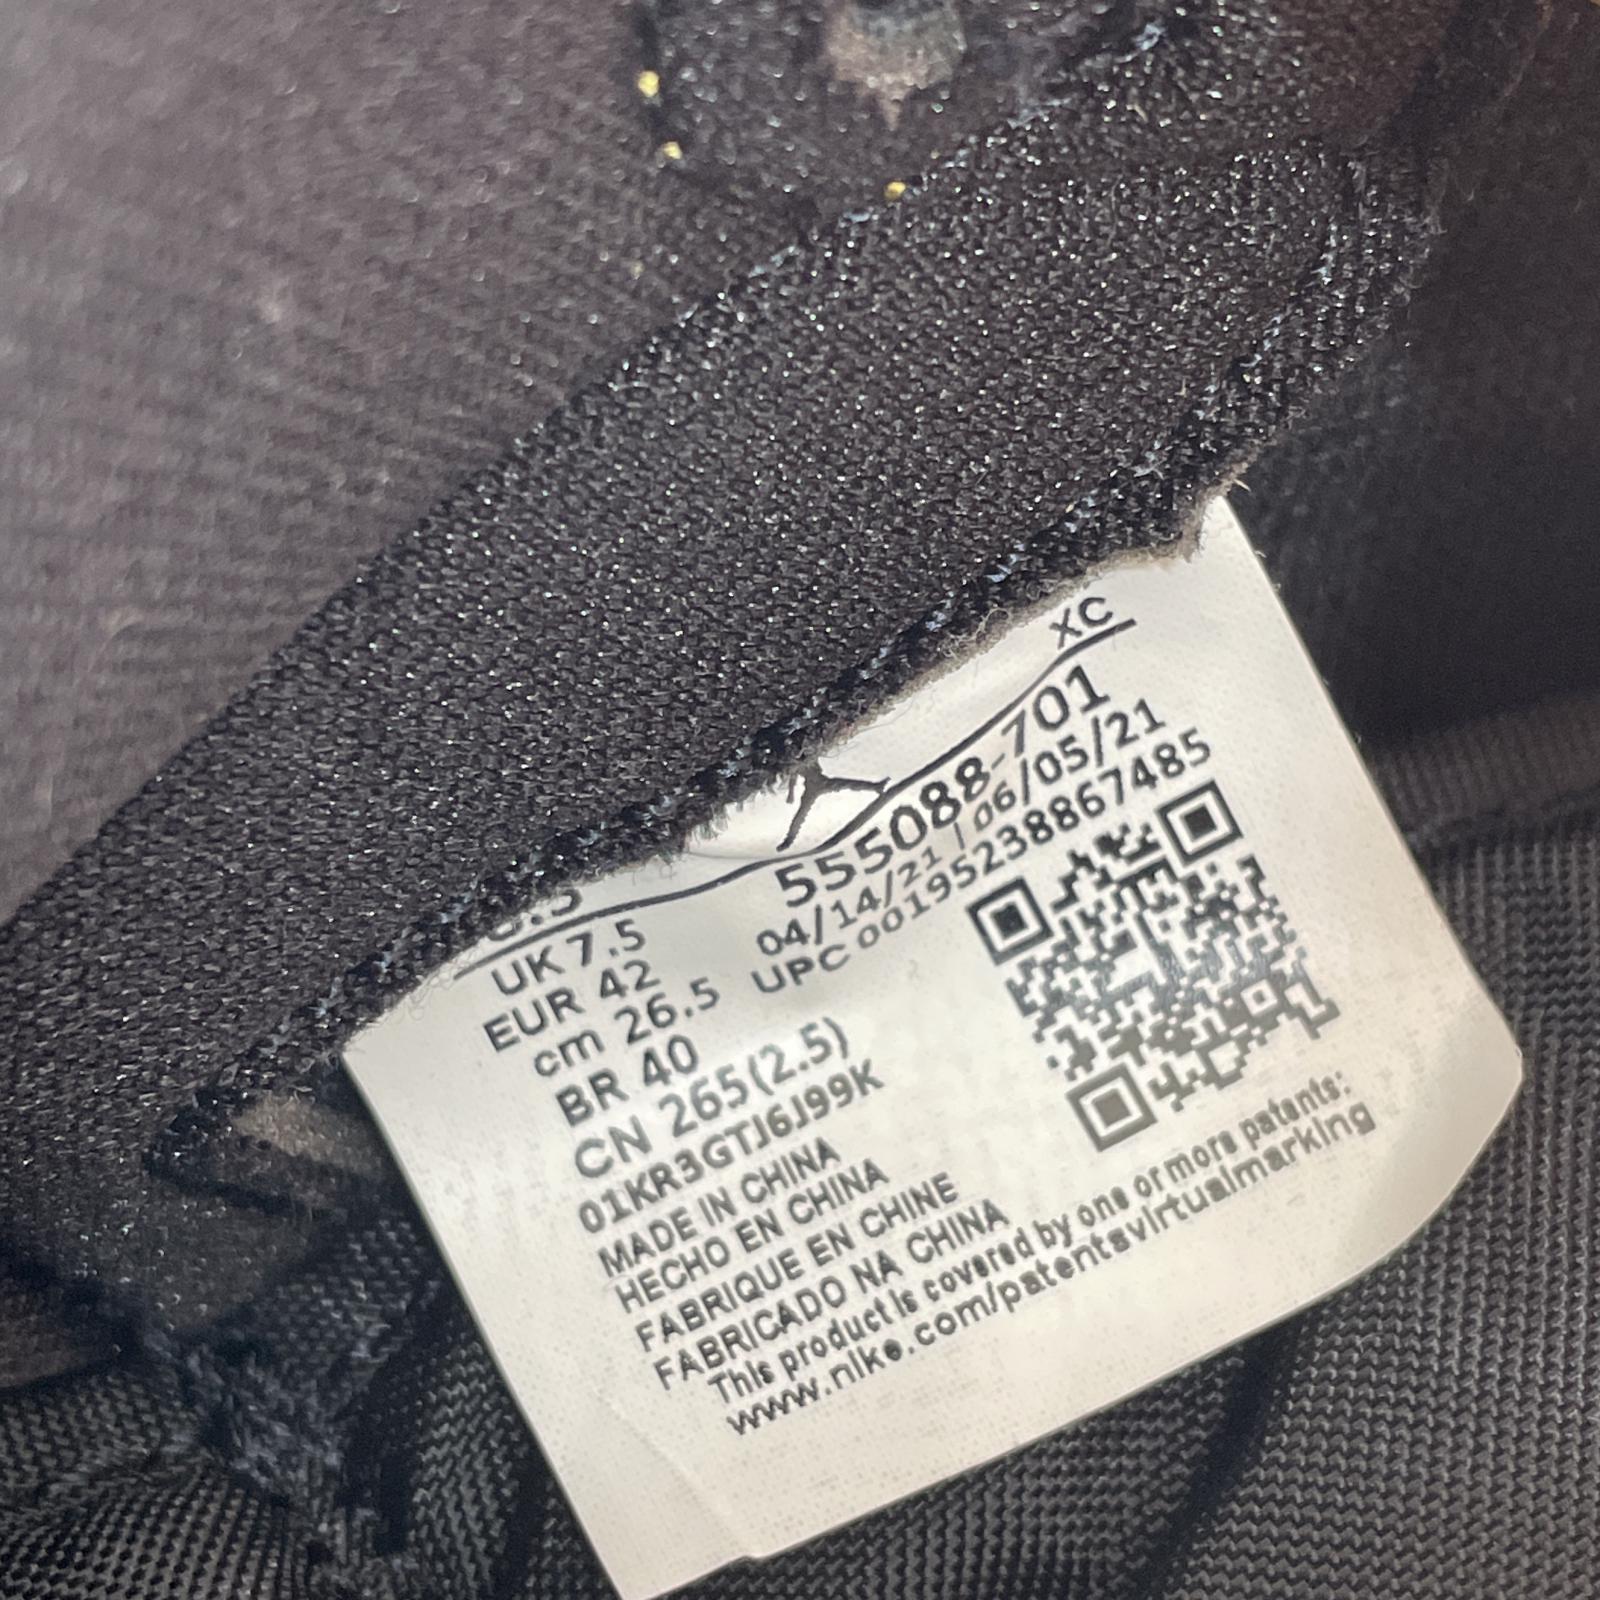 XC
8.5
UK 7.5
EUR 42
cm 26.5
BR 40
CN 265(2.5)
555088-701
04/14/21 | 06/05/21
UPC 00195238867485
01KR3GTJ6J99K
MADE IN CHINA
HECHO EN CHINA
FABRIQUE EN CHINE
FABRICADO NA CHINA
This product is covered by one or more patents:
www.nike.com/patentsvirtualmarking